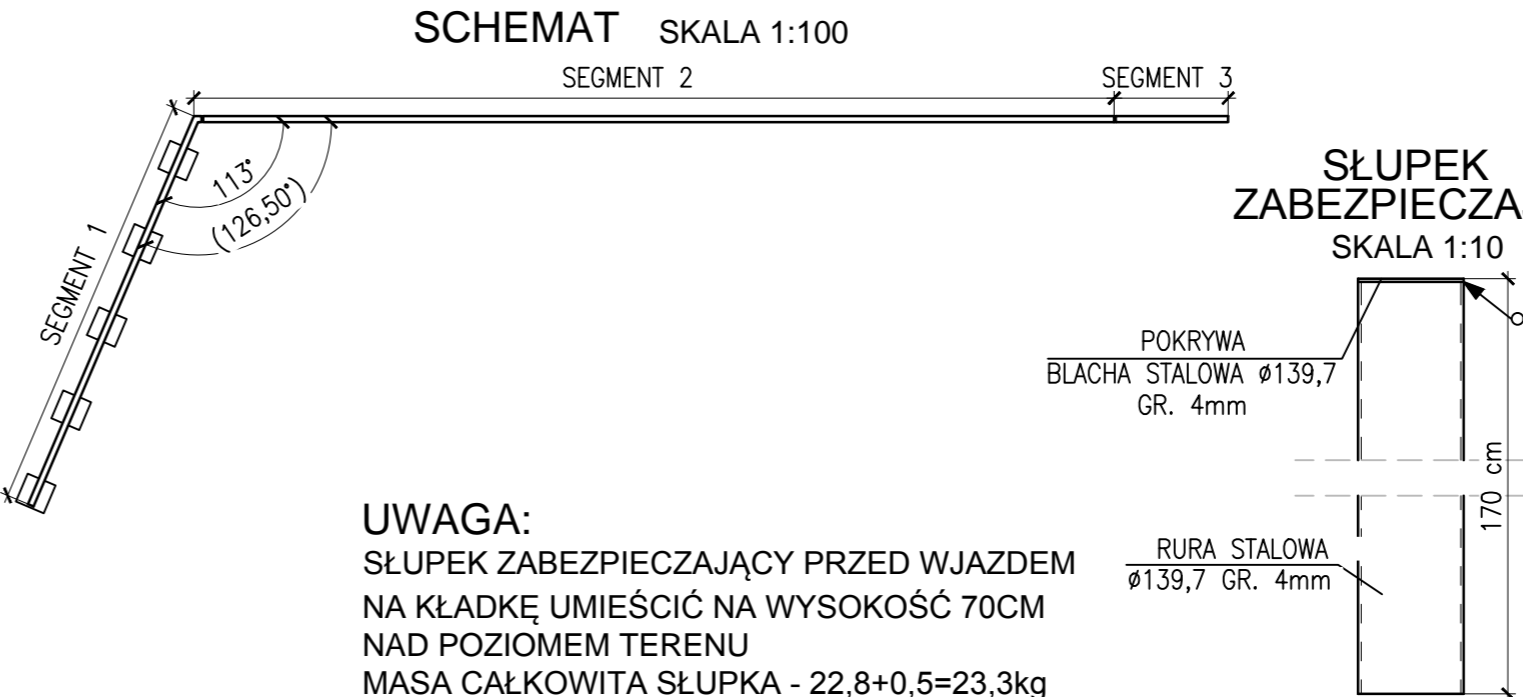 SCHEMAT SKALA 1:100
SEGMENT 2
SEGMENT 3
SEGMENT 1
113°
(126,50°)
SŁUPEK
ZABEZPIECZA
SKALA 1:10
POKRYWA
BLACHA STALOWA Ø139,7
GR. 4mm
170 cm
RURA STALOWA
Ø139,7 GR. 4mm
UWAGA:
SŁUPEK ZABEZPIECZAJĄCY PRZED WJAZDEM
NA KŁADKĘ UMIEŚCIĆ NA WYSOKOŚĆ 70CM
NAD POZIOMEM TERENU
MASA CAŁKOWITA SŁUPKA - 22,8+0,5=23,3kg